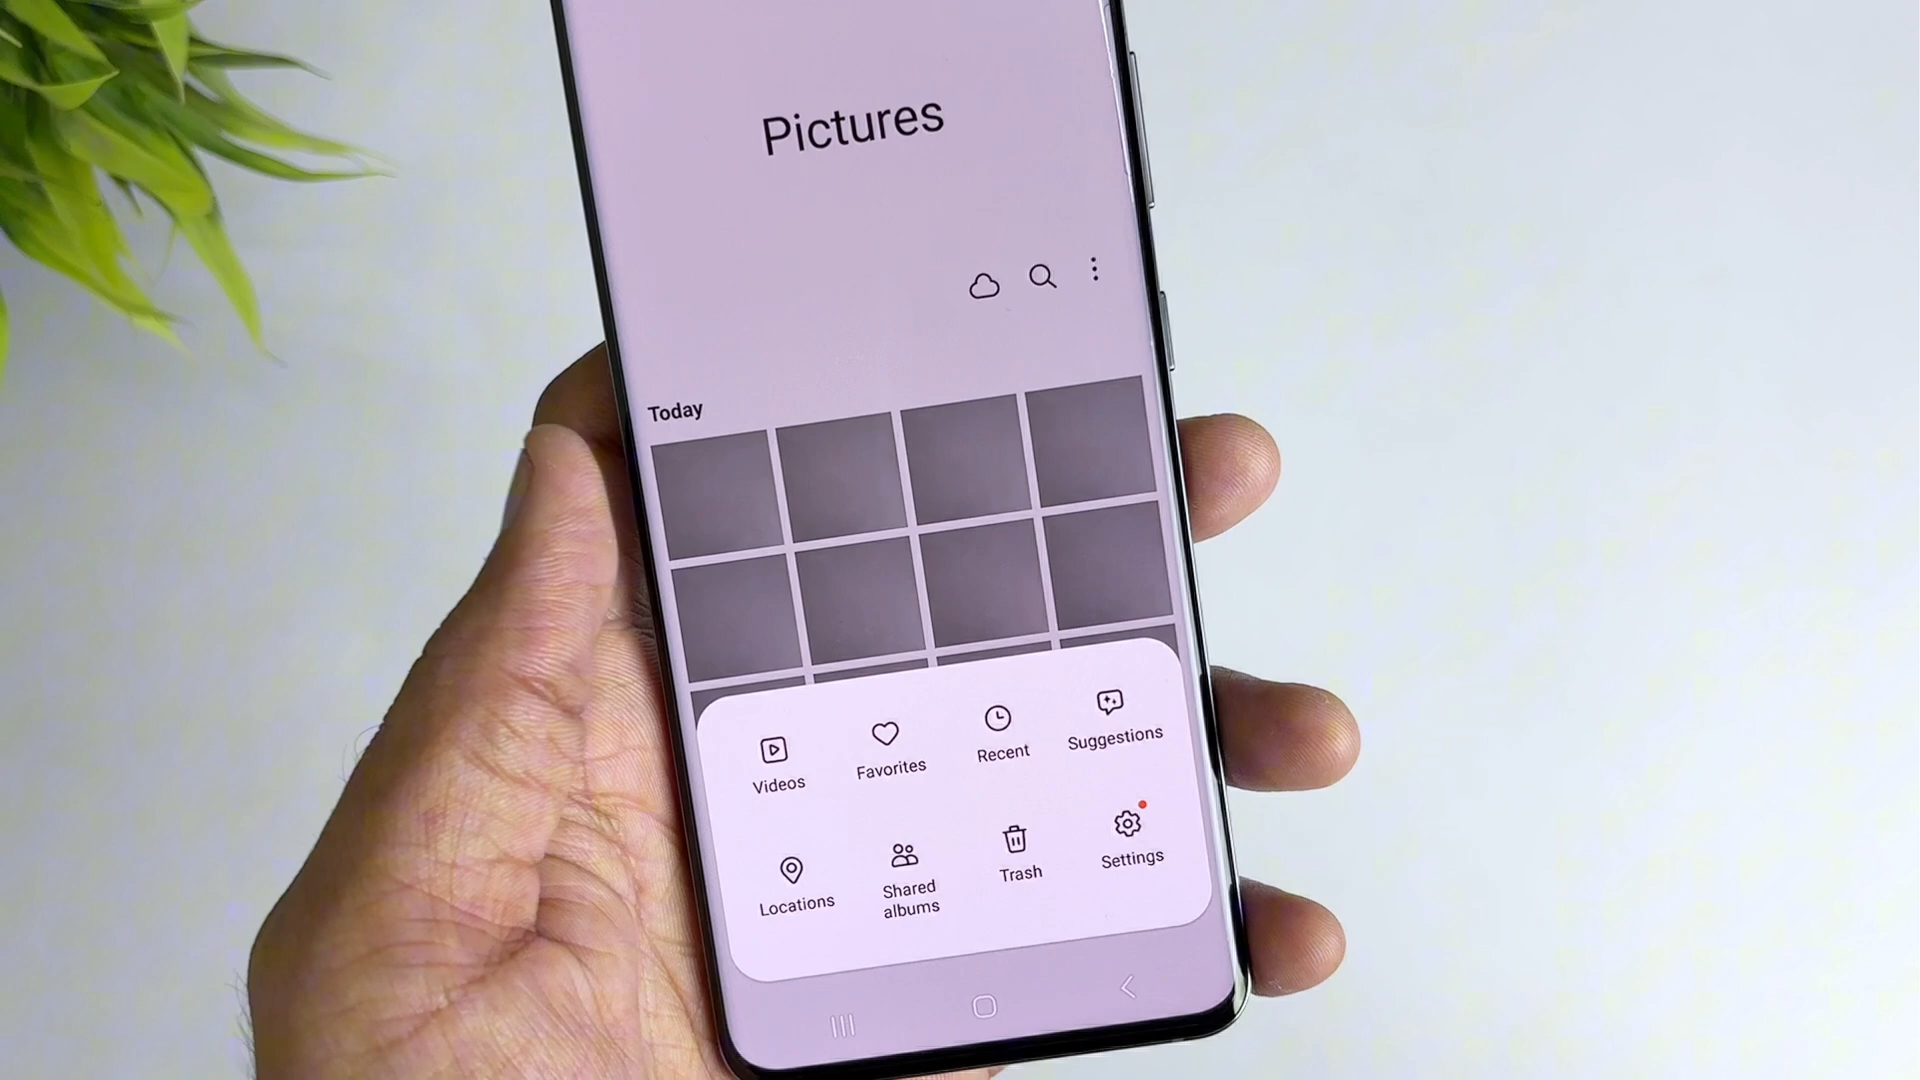 Pictures
Today
Videos
Favorites
Recent
Suggestions
Locations
Shared
albums
Trash
Settings